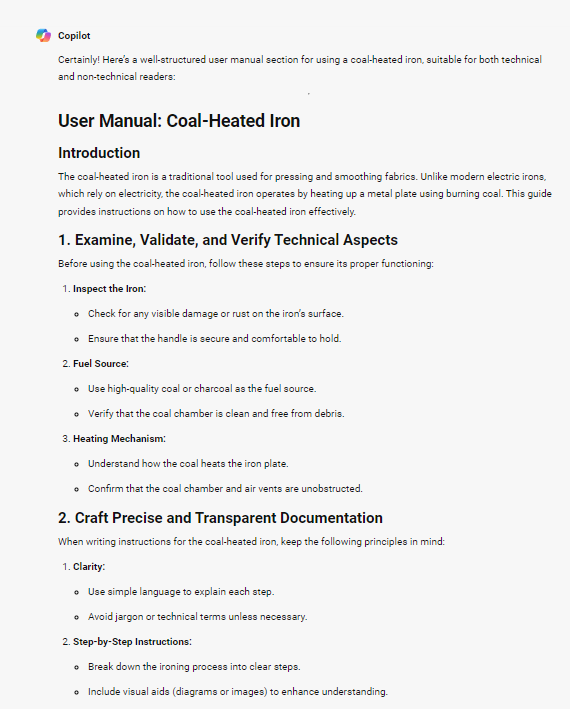 Copilot
Certainly! Here's a well-structured user manual section for using a coal-heated iron, suitable for both technical
and non-technical readers:
User Manual: Coal-Heated Iron
Introduction
The coal-heated iron is a traditional tool used for pressing and smoothing fabrics. Unlike modern electric irons,
which rely on electricity, the coal-heated iron operates by heating up a metal plate using burning coal. This guide
provides instructions on how to use the coal-heated iron effectively.
1. Examine, Validate, and Verify Technical Aspects
Before using the coal-heated iron, follow these steps to ensure its proper functioning:
1. Inspect the Iron:
Check for any visible damage or rust on the iron's surface.
Ensure that the handle is secure and comfortable to hold.
2. Fuel Source:
Use high-quality coal or charcoal as the fuel source.
Verify that the coal chamber is clean and free from debris.
3. Heating Mechanism:
Understand how the coal heats the iron plate.
Confirm that the coal chamber and air vents are unobstructed.
2. Craft Precise and Transparent Documentation
When writing instructions for the coal-heated iron, keep the following principles in mind:
1. Clarity:
Use simple language to explain each step.
Avoid jargon or technical terms unless necessary.
2. Step-by-Step Instructions:
Break down the ironing process into clear steps.
Include visual aids (diagrams or images) to enhance understanding.